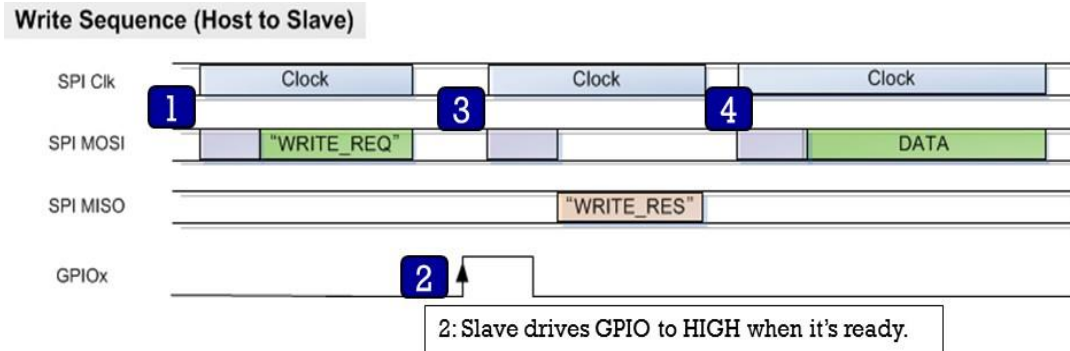 Write Sequence (Host to Slave)
SPI Clk Clock Clock Clock
1 3 4
SPI MOSI "WRITE_REQ" DATA
SPI MISO "WRITE_RES"
GPIOx 2
2: Slave drives GPIO to HIGH when it's ready.